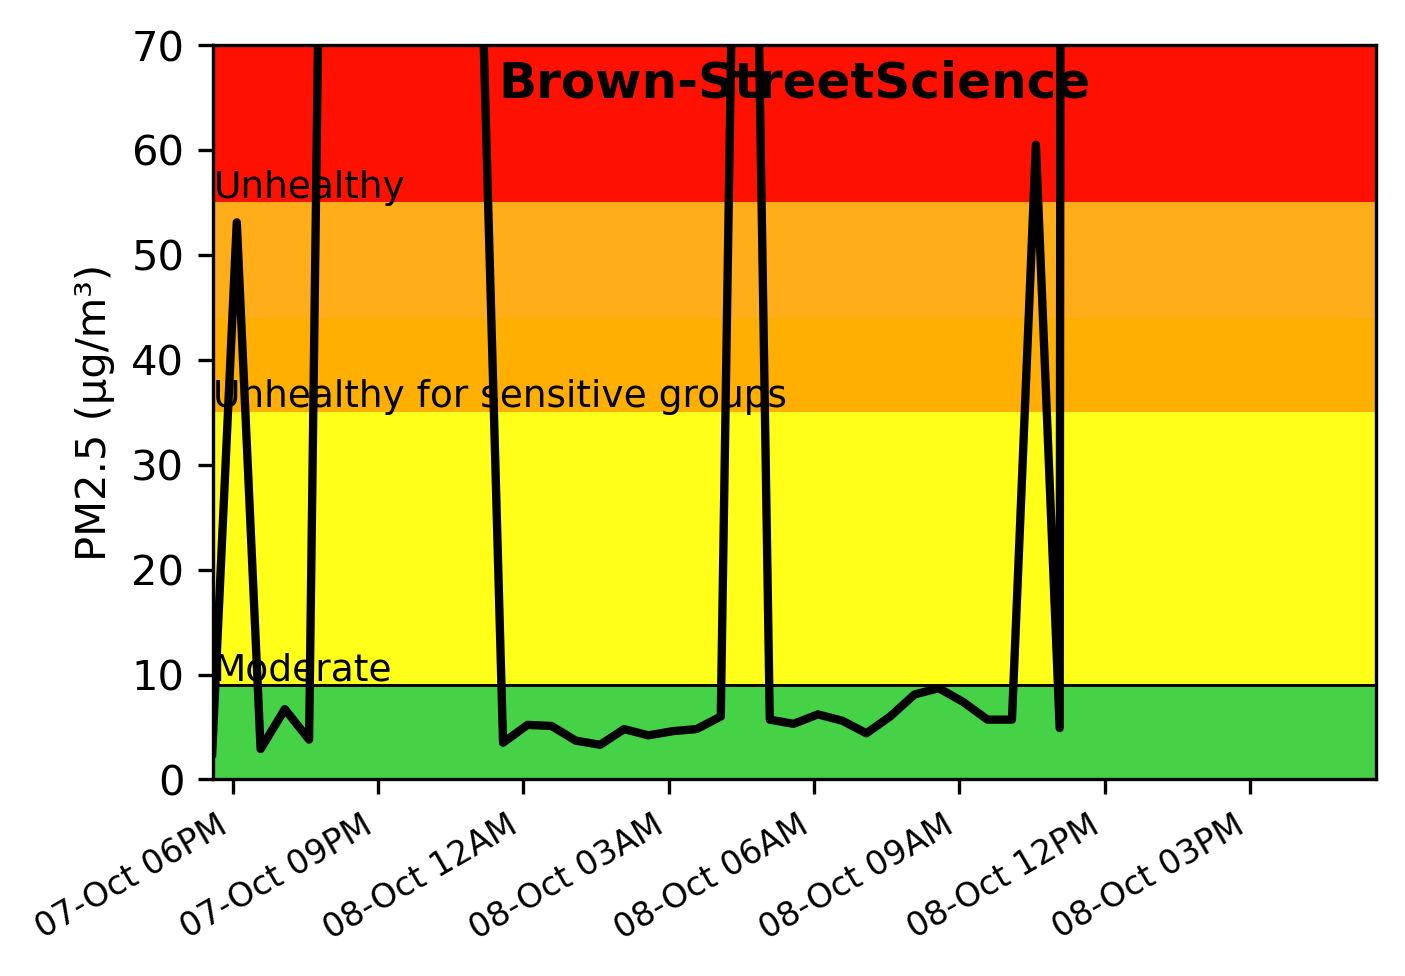 Brown-StreetScience
70
60
50
40
30
20
10
0
PM2.5 (µg/m³)
Unhealthy
Unhealthy for sensitive groups
Moderate
07-Oct 06PM
07-Oct 09PM
08-Oct 12AM
08-Oct 03AM
08-Oct 06AM
08-Oct 09AM
08-Oct 12PM
08-Oct 03PM